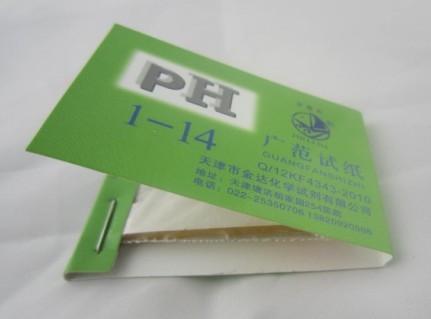 PH
1-14
广范试纸
GUANGFANSHIZHI
Q/12KF4343-2010
天津市金达化学试剂有限公司
电话：022-25350706